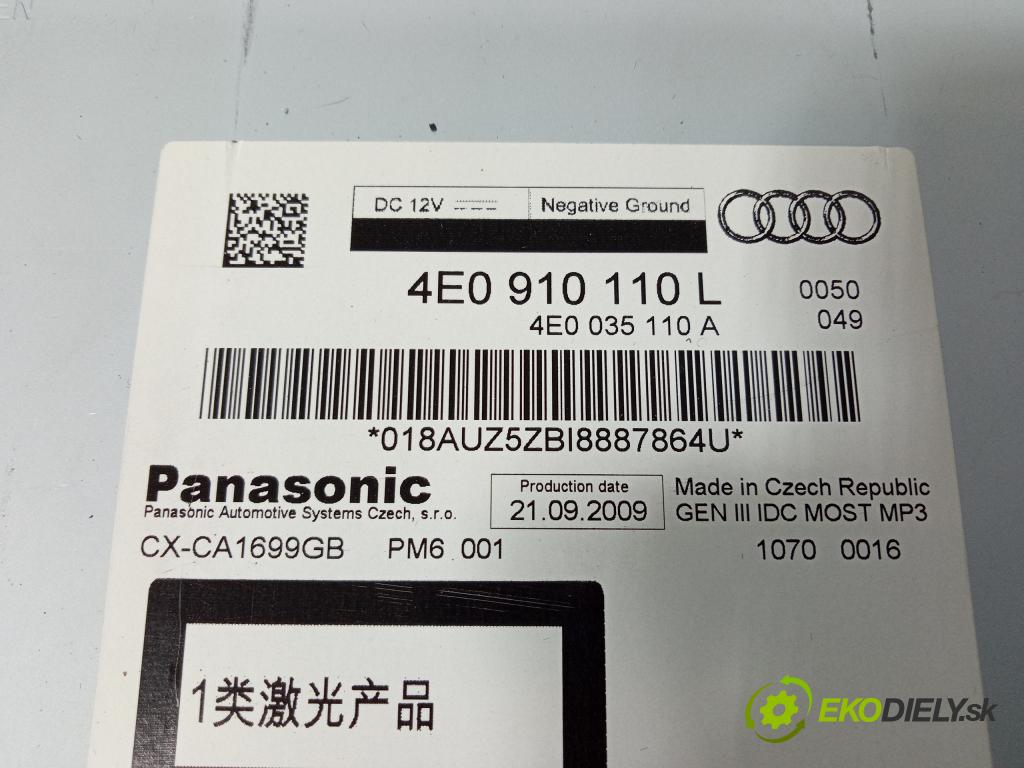 DC 12V Negative Ground
4E0 910 110 L 0050
4E0 035 110 A 049
*018AUZ5ZBI8887864U*
Panasonic
Panasonic Automotive Systems Czech, s.r.o.
Production date
21.09.2009
Made in Czech Republic
GEN III IDC MOST MP3
CX-CA1699GB PM6 001 1070 0016
1类激光产品
EKODIELY.sk